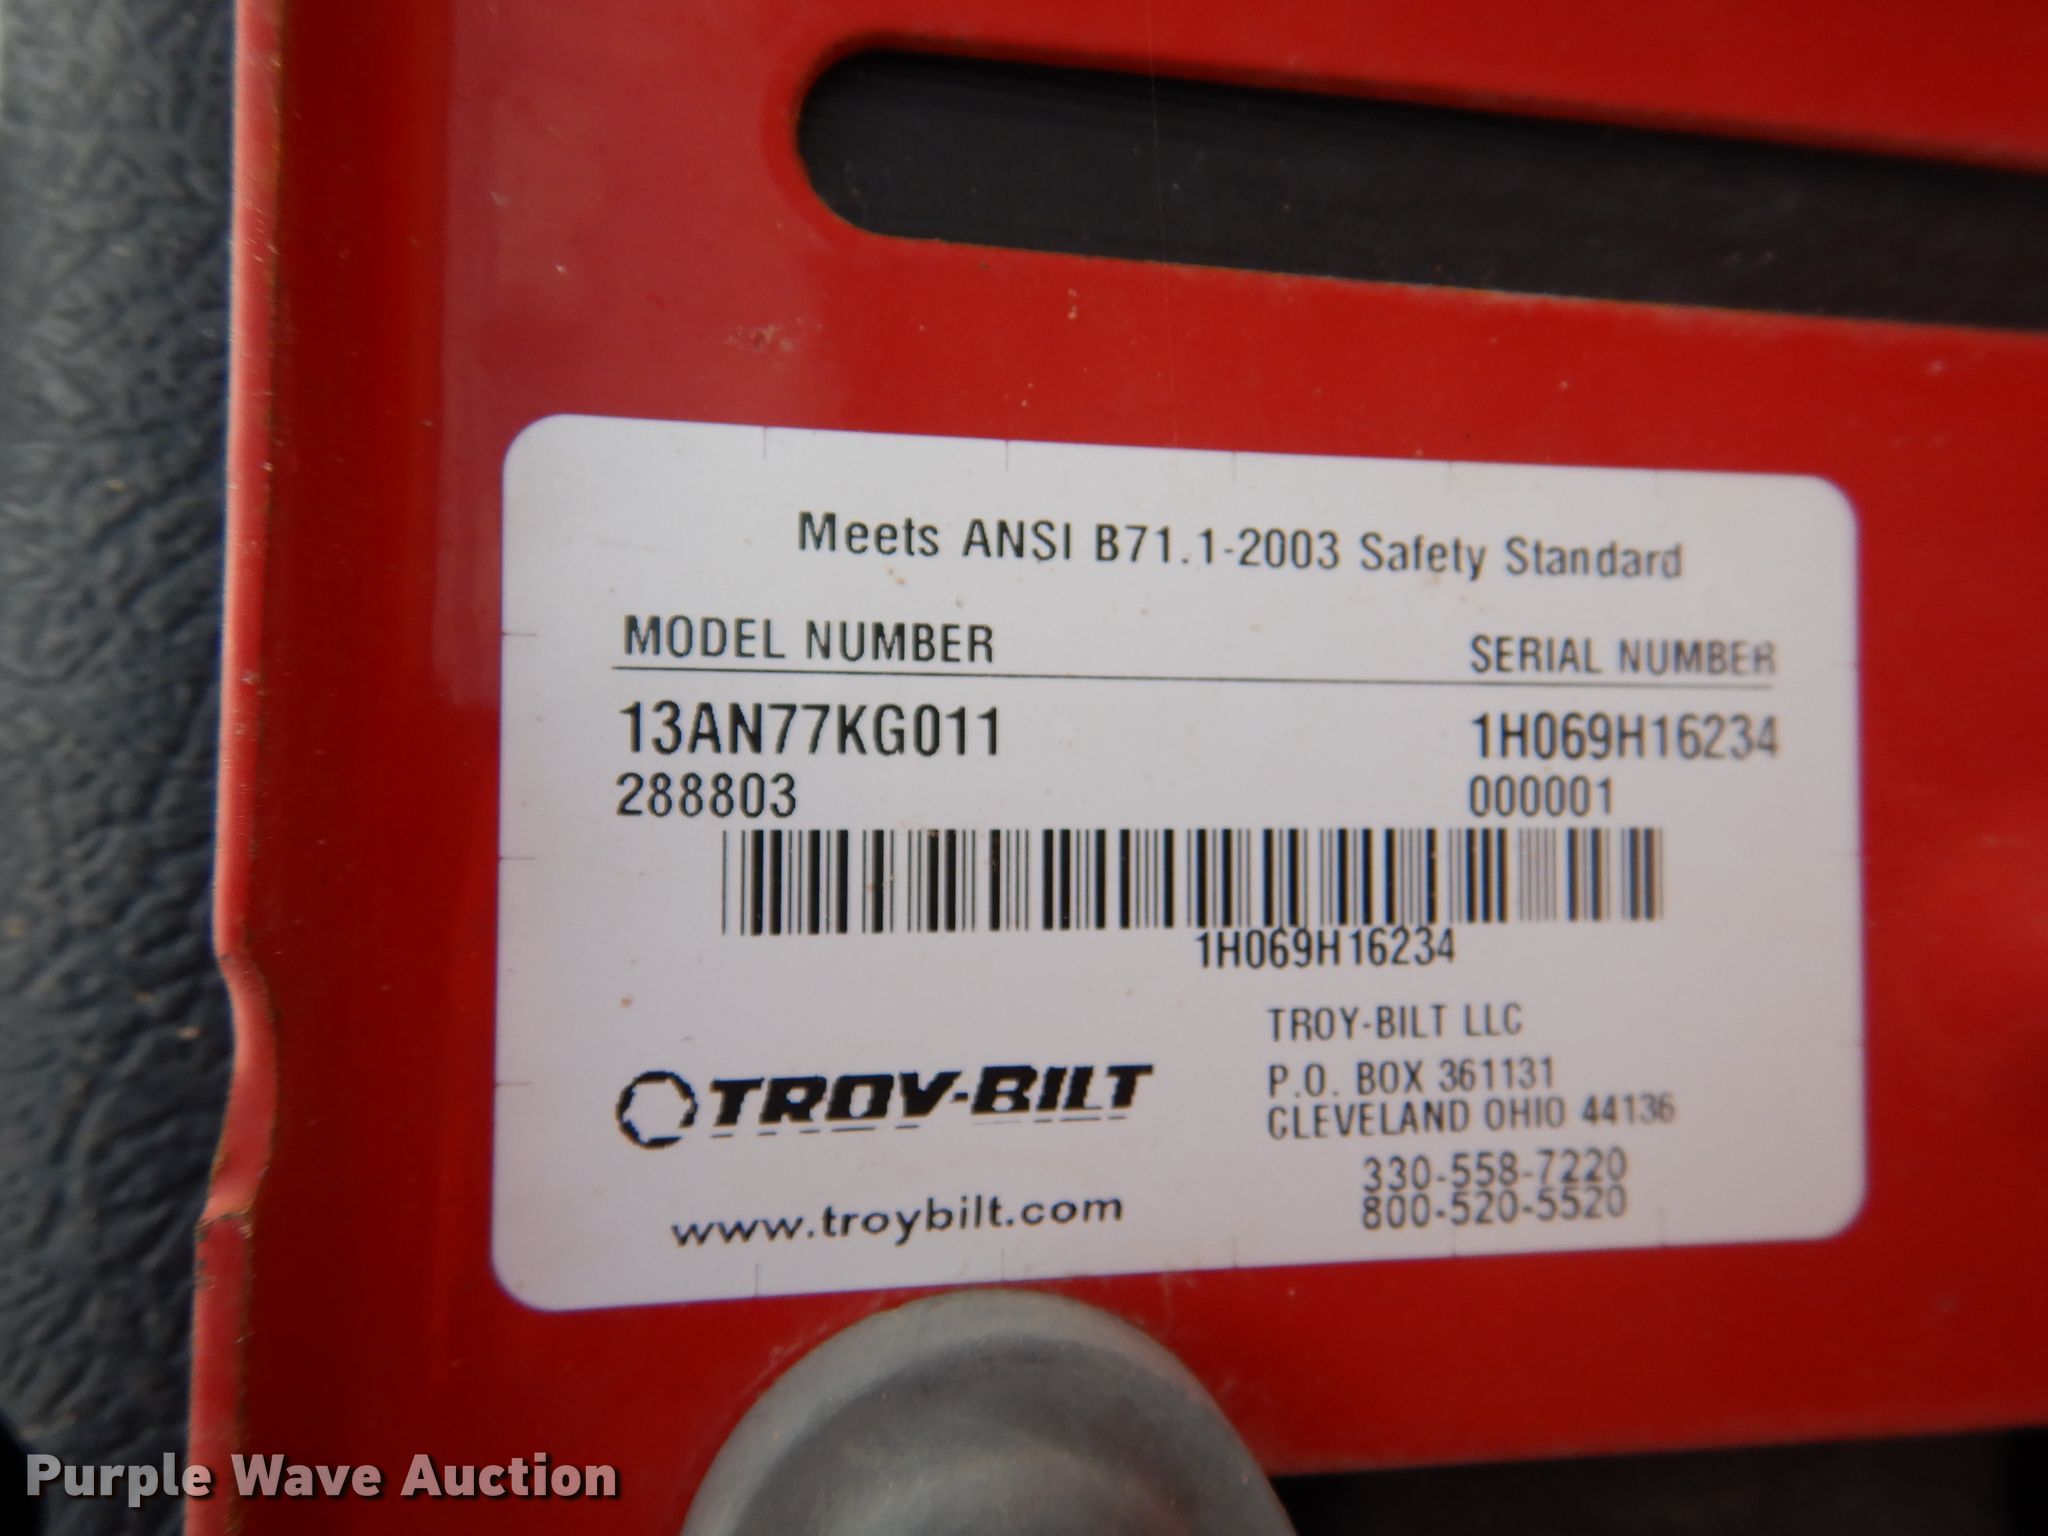 Meets ANSI B71.1-2003 Safety Standard
MODEL NUMBER SERIAL NUMBER
13AN77KG011 1H069H16234
288803 000001
1H069H16234
TROY-BILT LLC
P.O. BOX 361131
CLEVELAND OHIO 44136
TROY-BILT
330-558-7220
www.troybilt.com 800-520-5520
Purple Wave Auction